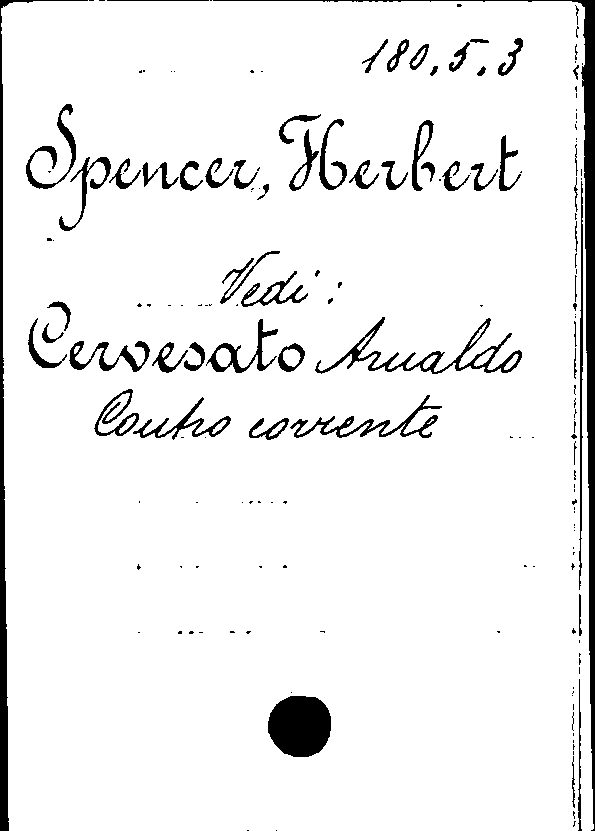 180.5.3
Spencer, Herbert
Vedi:
Cervesato Arnaldo
Contro corrente